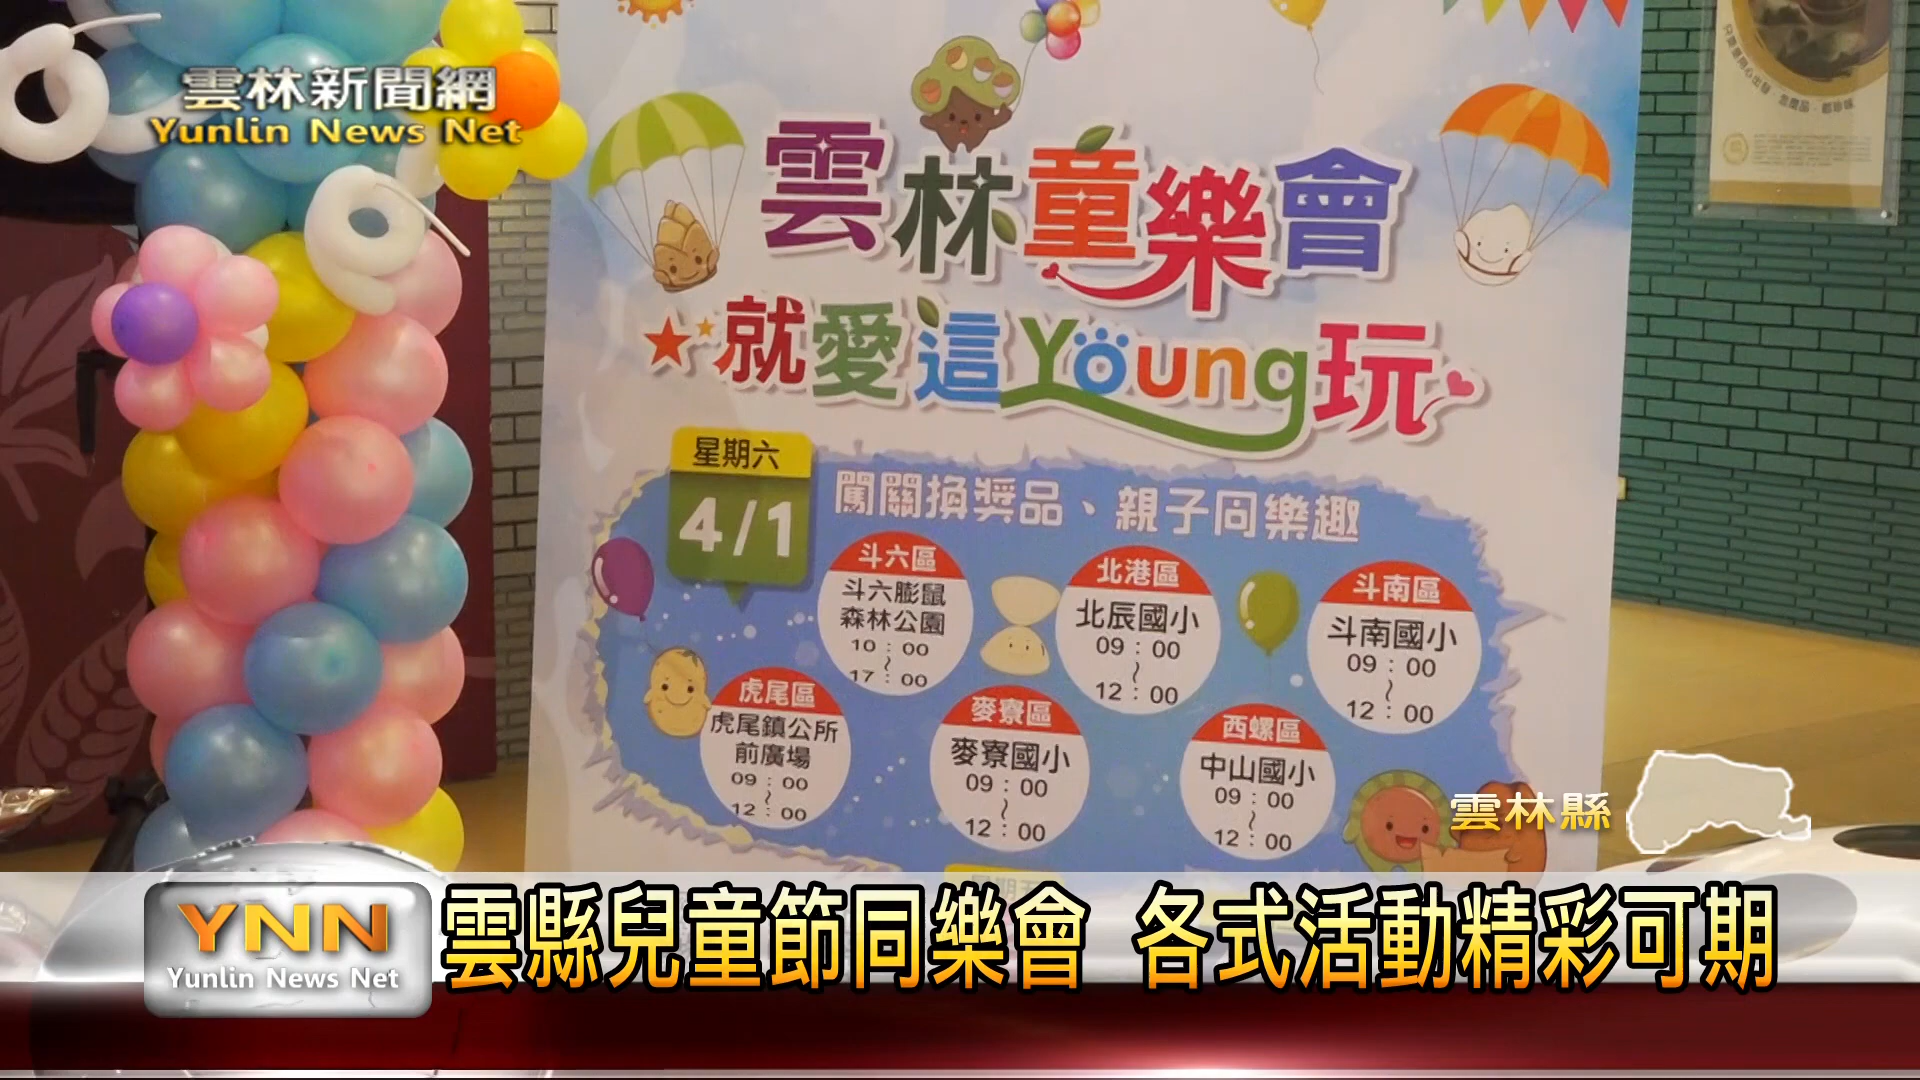 雲林新聞網
Yunlin News Net
雲林童樂會
就愛這Young玩
星期六
4/1
闖關換獎品、親子同樂趣
斗六區
斗六膨鼠
森林公園
10:00
~
17:00
北港區
北辰國小
09:00
~
12:00
斗南區
斗南國小
09:00
~
12:00
虎尾區
虎尾鎮公所
前廣場
09:00
~
12:00
麥寮區
麥寮國小
09:00
~
12:00
西螺區
中山國小
09:00
~
12:00
雲林縣
YNN
Yunlin News Net
雲縣兒童節同樂會 各式活動精彩可期